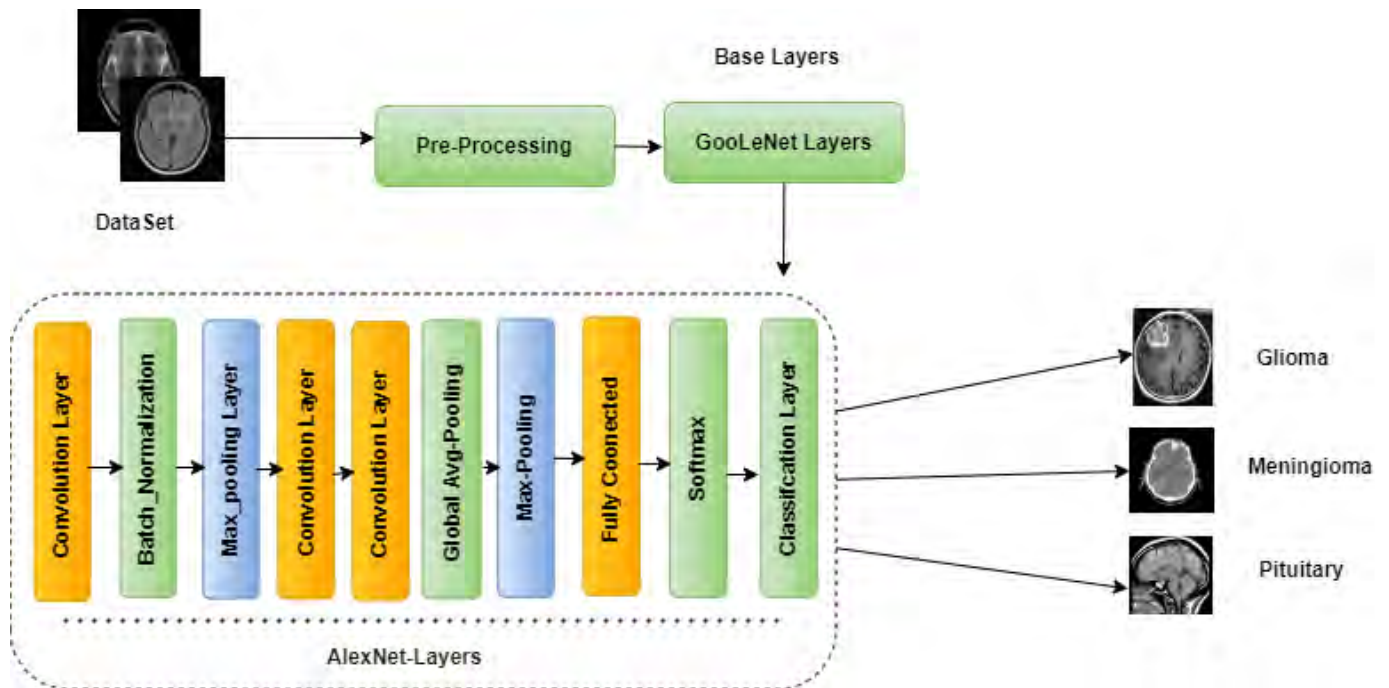 Base Layers
Pre-Processing
GooLeNet Layers
DataSet
Convolution Layer
Batch_Normalization
Max_pooling Layer
Convolution Layer
Convolution Layer
Global Avg-Pooling
Max-Pooling
Fully Coonected
Softmax
Classifcation Layer
Glioma
Meningioma
Pituitary
AlexNet-Layers